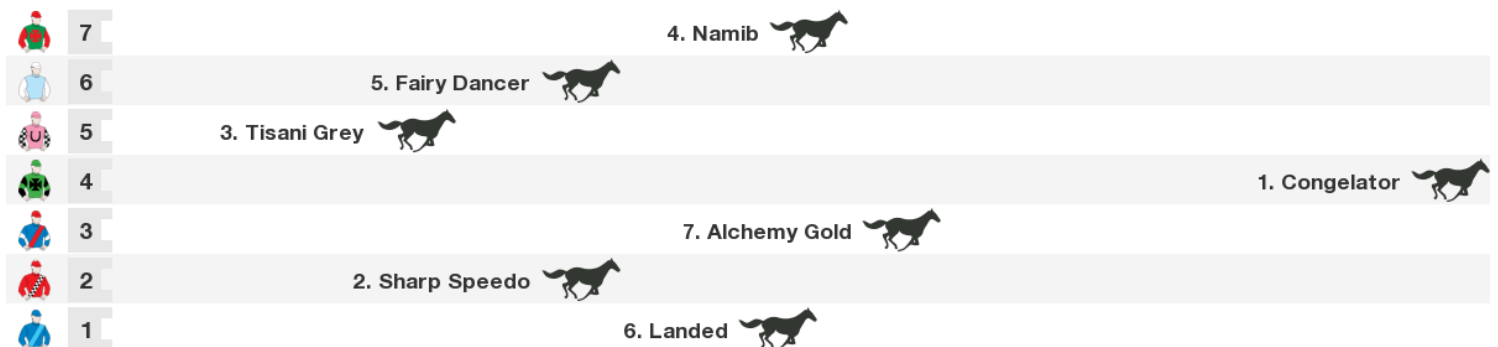 7 4. Namib
6 5. Fairy Dancer
5 3. Tisani Grey
4 1. Congelator
3 7. Alchemy Gold
2 2. Sharp Speedo
1 6. Landed